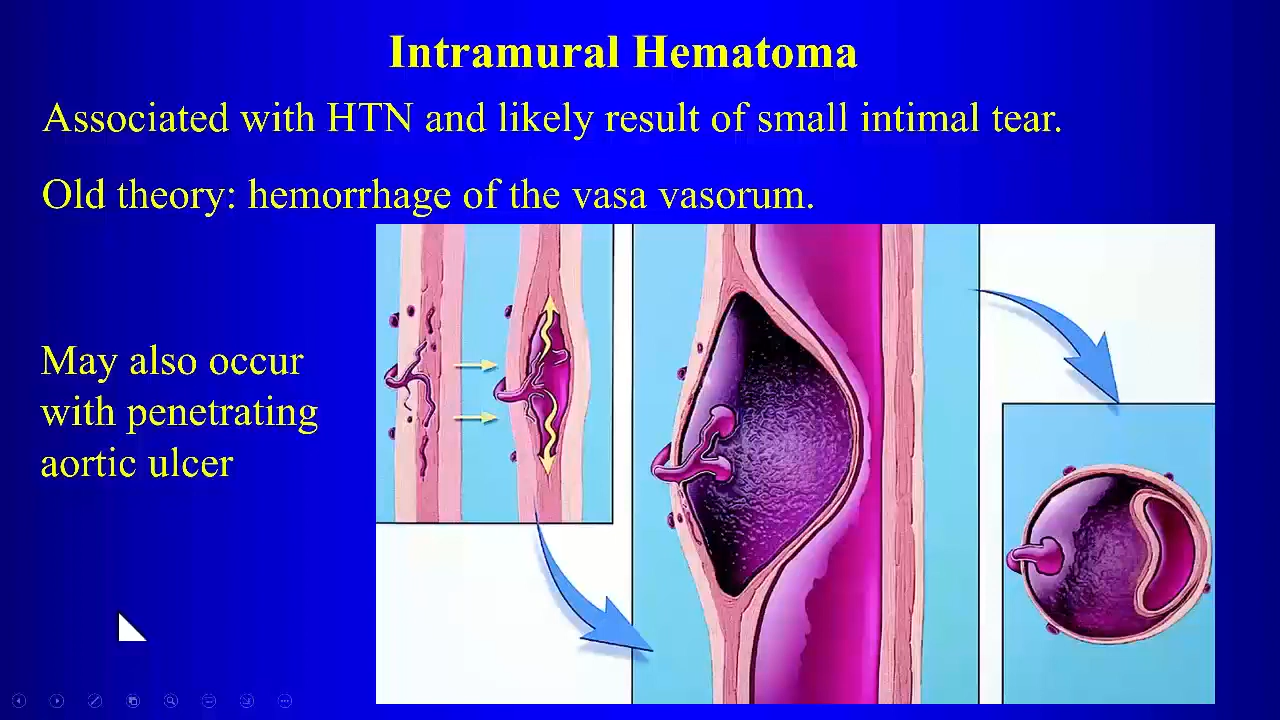 Intramural Hematoma
Associated with HTN and likely result of small intimal tear.
Old theory: hemorrhage of the vasa vasorum.
May also occur
with penetrating
aortic ulcer